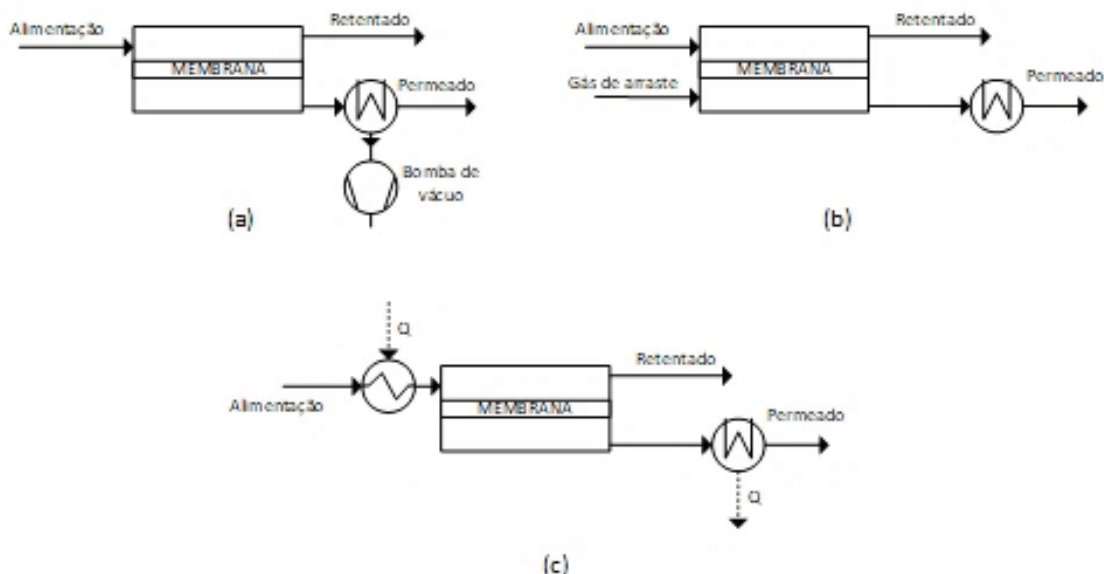 Alimentação
Retentado
MEMBRANA
Permeado
Bomba de
vácuo
(a)
Alimentação
Retentado
MEMBRANA
Gás de arraste
Permeado
(b)
Q
Alimentação
Retentado
MEMBRANA
Permeado
Q
(c)